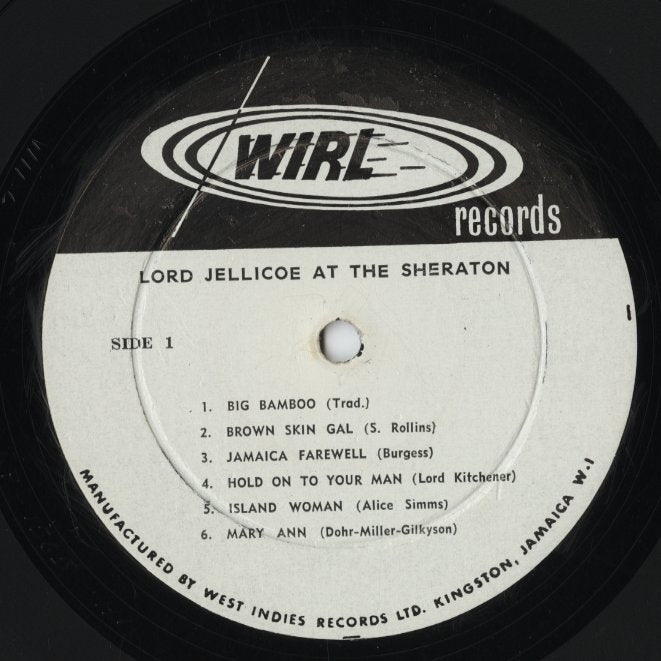 WIRL
records
LORD JELLICOE AT THE SHERATON
SIDE 1
1. BIG BAMBOO (Trad.)
2. BROWN SKIN GAL (S. Rollins)
3. JAMAICA FAREWELL (Burgess)
4. HOLD ON TO YOUR MAN (Lord Kitchener)
5. ISLAND WOMAN (Alice Simms)
6. MARY ANN (Dohr-Miller-Gilkyson)
MANUFACTURED BY WEST INDIES RECORDS LTD. KINGSTON, JAMAICA W.I